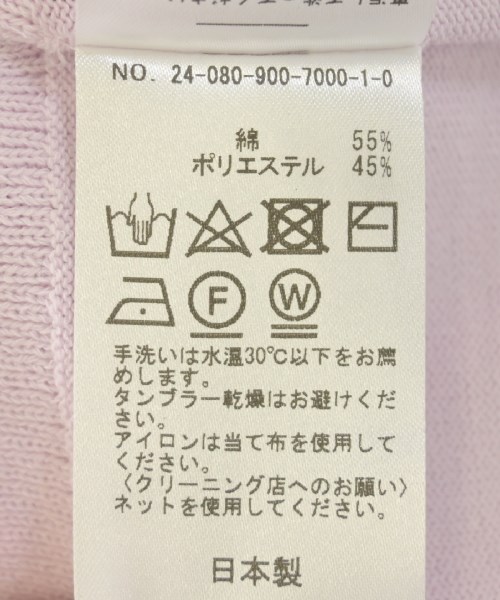 NO. 24-080-900-7000-1-0
綿 55%
ポリエステル 45%
F W
手洗いは水温30℃以下をお薦
めします。
タンブラー乾燥はお避けくだ
さい。
アイロンは当て布を使用して
ください。
〈クリーニング店へのお願い〉
ネットを使用してください。
日本製